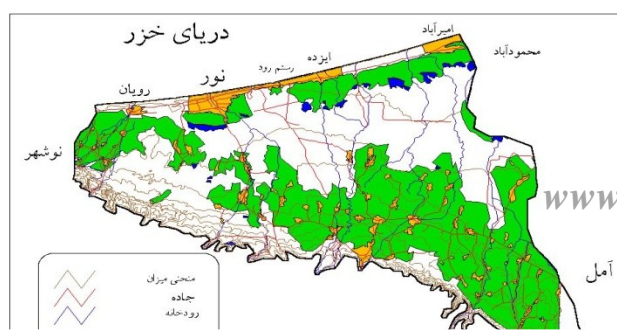 دریای خزر
امیرآباد
محمودآباد
ایزده
رستم رود
نور
رویان
نوشهر
www
آمل
منحنی میزان
جاده
رودخانه